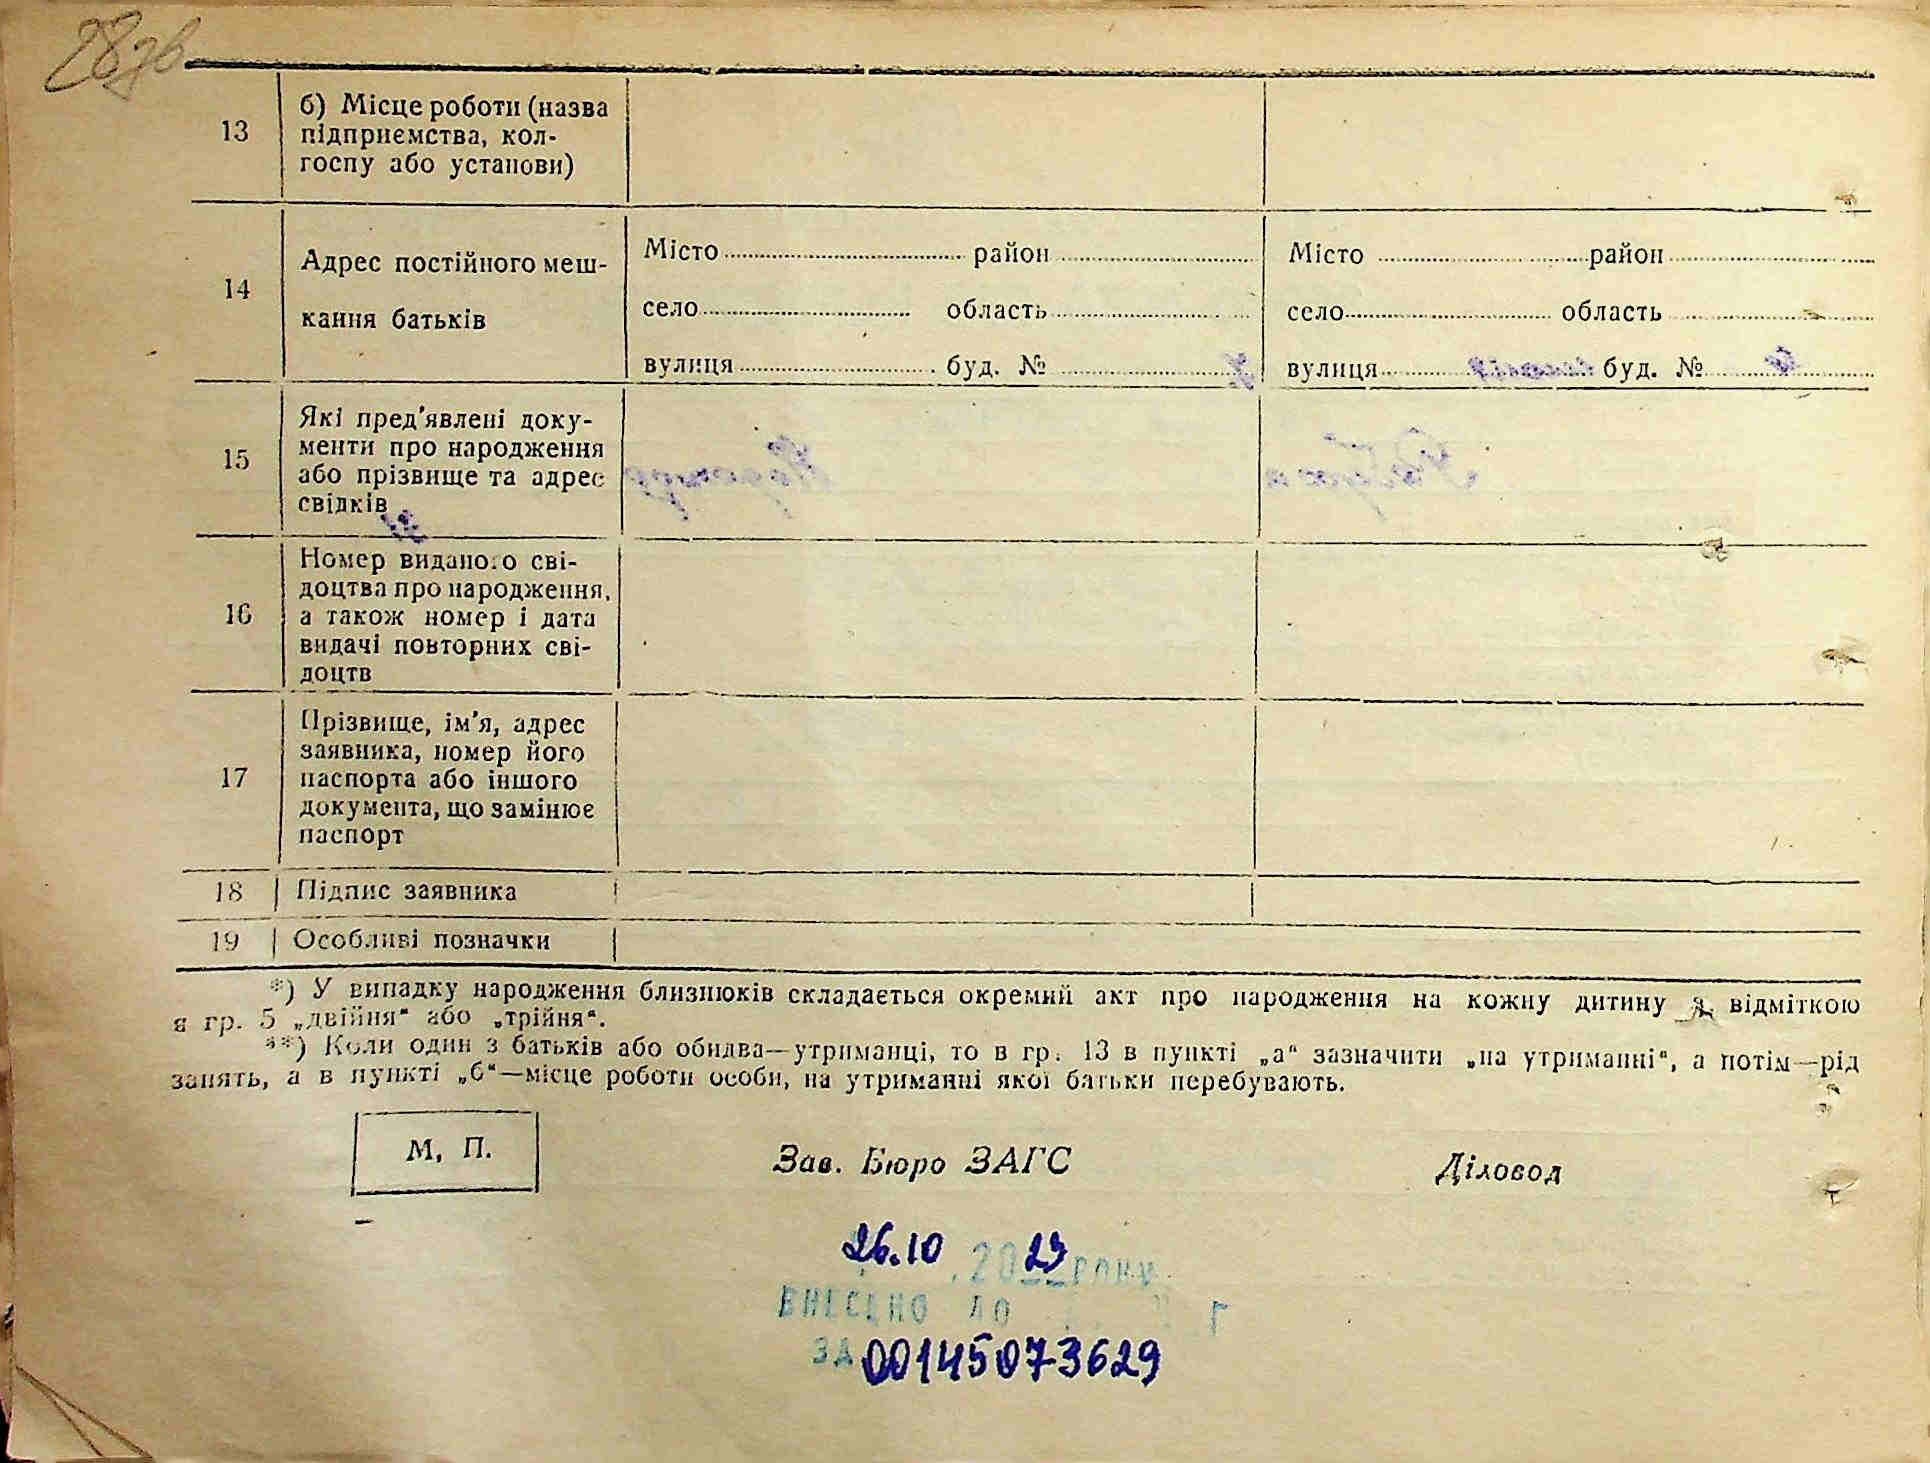 28зв
13
б) Місце роботи (назва
підприємства, кол-
госпу або установи)
14
Адрес постійного меш-
кання батьків
Місто район
село область
вулиця буд. №
Місто район
село область
вулиця буд. №
15
Які пред'явлені доку-
менти про народження
або прізвище та адрес
свідків
16
Номер виданого сві-
доцтва про народження,
а також номер і дата
видачі повторних сві-
доцтв
17
Прізвище, ім'я, адрес
заявника, номер його
паспорта або іншого
документа, що замінює
паспорт
18 Підпис заявника
19 Особливі позначки
*) У випадку народження близнюків складається окремий акт про народження на кожну дитину з відміткою
в гр. 5 „двійня" або „трійня".
**) Коли один з батьків або обидва—утриманці, то в гр. 13 в пункті „а" зазначити „на утриманні", а потім—рід
занять, а в пункті „б"—місце роботи особи, на утриманні якої батьки перебувають.
М. П.
Зав. Бюро ЗАГС
Діловод
26.10 . 2023 року
ВНЕСЕНО ДО
ЗА 00145073629